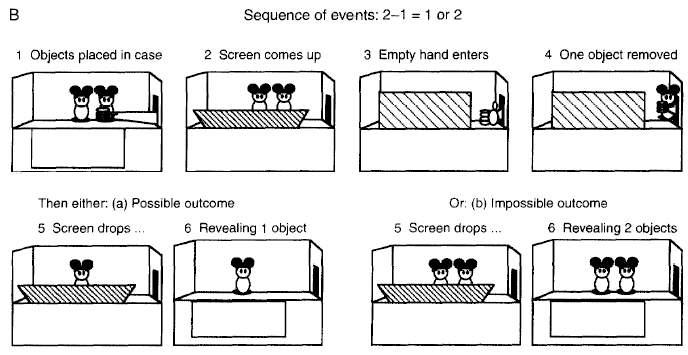 B
Sequence of events: 2–1 = 1 or 2
1 Objects placed in case
2 Screen comes up
3 Empty hand enters
4 One object removed
Then either: (a) Possible outcome
Or: (b) Impossible outcome
5 Screen drops ...
6 Revealing 1 object
5 Screen drops ...
6 Revealing 2 objects